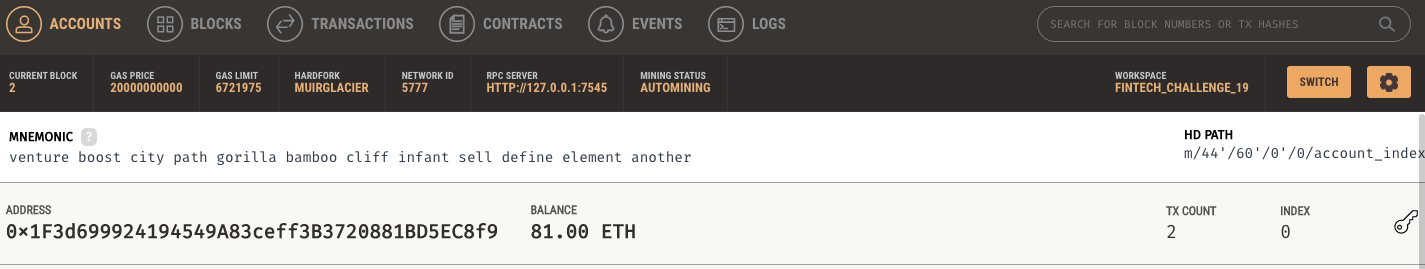 ACCOUNTS BLOCKS TRANSACTIONS CONTRACTS EVENTS LOGS SEARCH FOR BLOCK NUMBERS OR TX HASHES
CURRENT BLOCK GAS PRICE GAS LIMIT HARDFORK NETWORK ID RPC SERVER MINING STATUS WORKSPACE
2 20000000000 6721975 MUIRGLACIER 5777 HTTP://127.0.0.1:7545 AUTOMINING FINTECH_CHALLENGE_19 SWITCH
MNEMONIC ? HD PATH
venture boost city path gorilla bamboo cliff infant sell define element another m/44'/60'/0'/0/account_index
ADDRESS BALANCE TX COUNT INDEX
0×1F3d699924194549A83ceff3B3720881BD5EC8f9 81.00 ETH 2 0